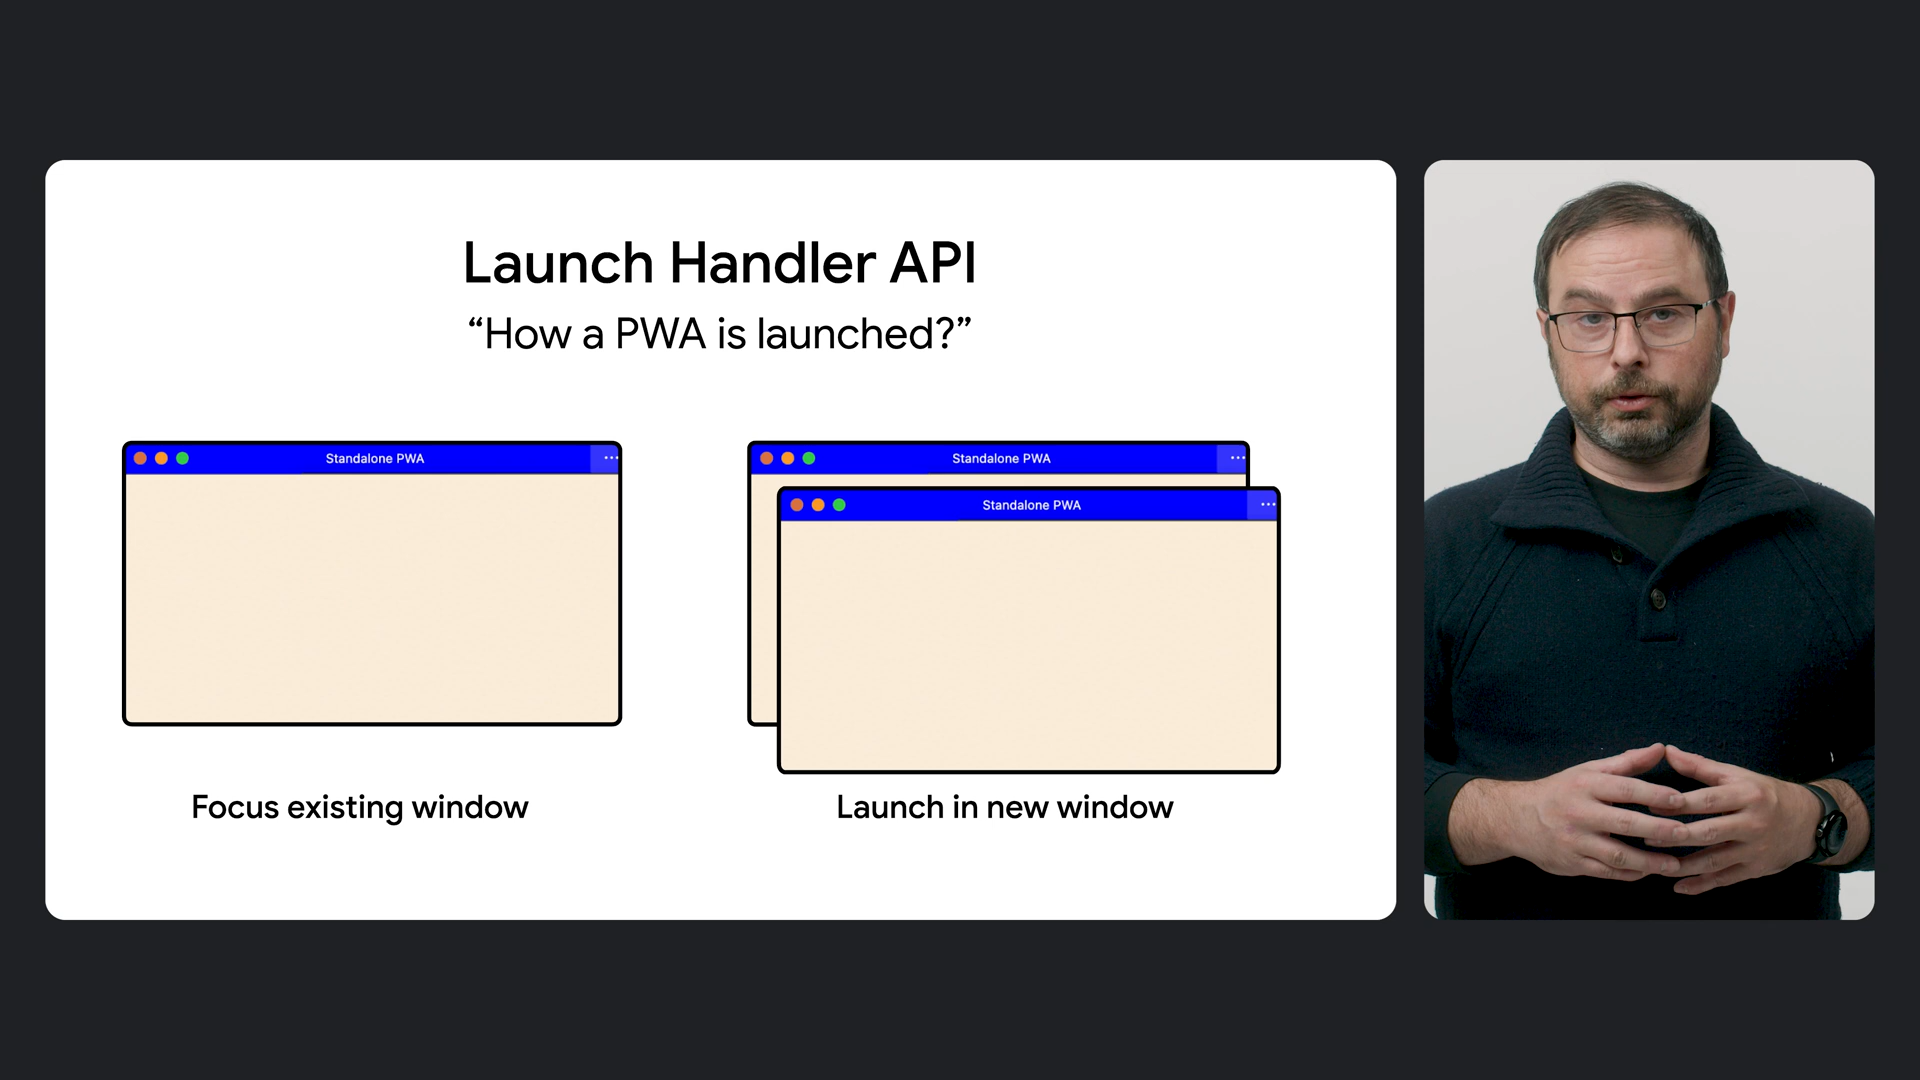 Launch Handler API
“How a PWA is launched?”
Standalone PWA
Standalone PWA
Standalone PWA
Focus existing window
Launch in new window